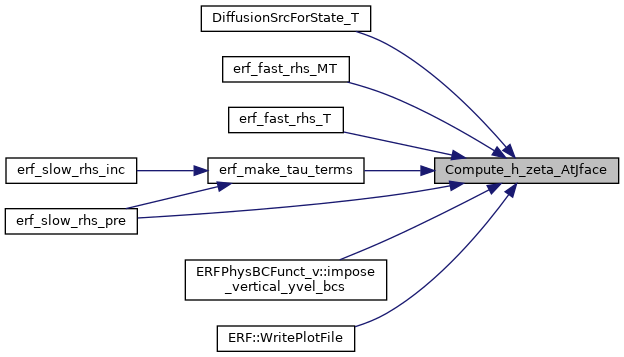 DiffusionSrcForState_T
erf_fast_rhs_MT
erf_fast_rhs_T
erf_slow_rhs_inc
erf_make_tau_terms
Compute_h_zeta_AtJface
erf_slow_rhs_pre
ERFPhysBCFunct_v::impose
_vertical_yvel_bcs
ERF::WritePlotFile